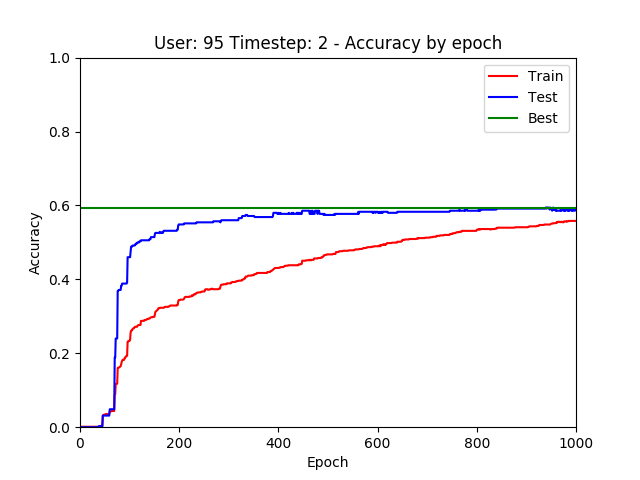 User: 95 Timestep: 2 - Accuracy by epoch
1.0
0.8
0.6
0.4
0.2
0.0
Accuracy
Train
Test
Best
0 200 400 600 800 1000
Epoch